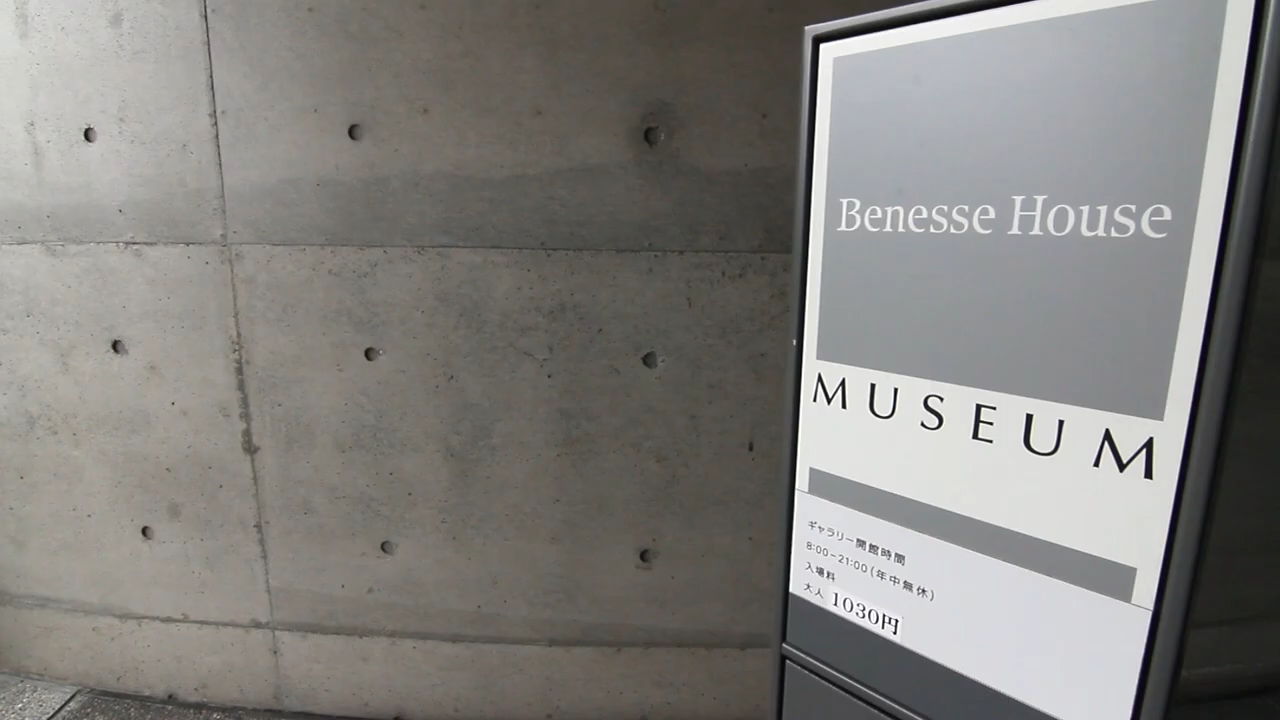 Benesse House
MUSEUM
ギャラリー開館時間
8:00-21:00(年中無休)
入場料
大人 1030円